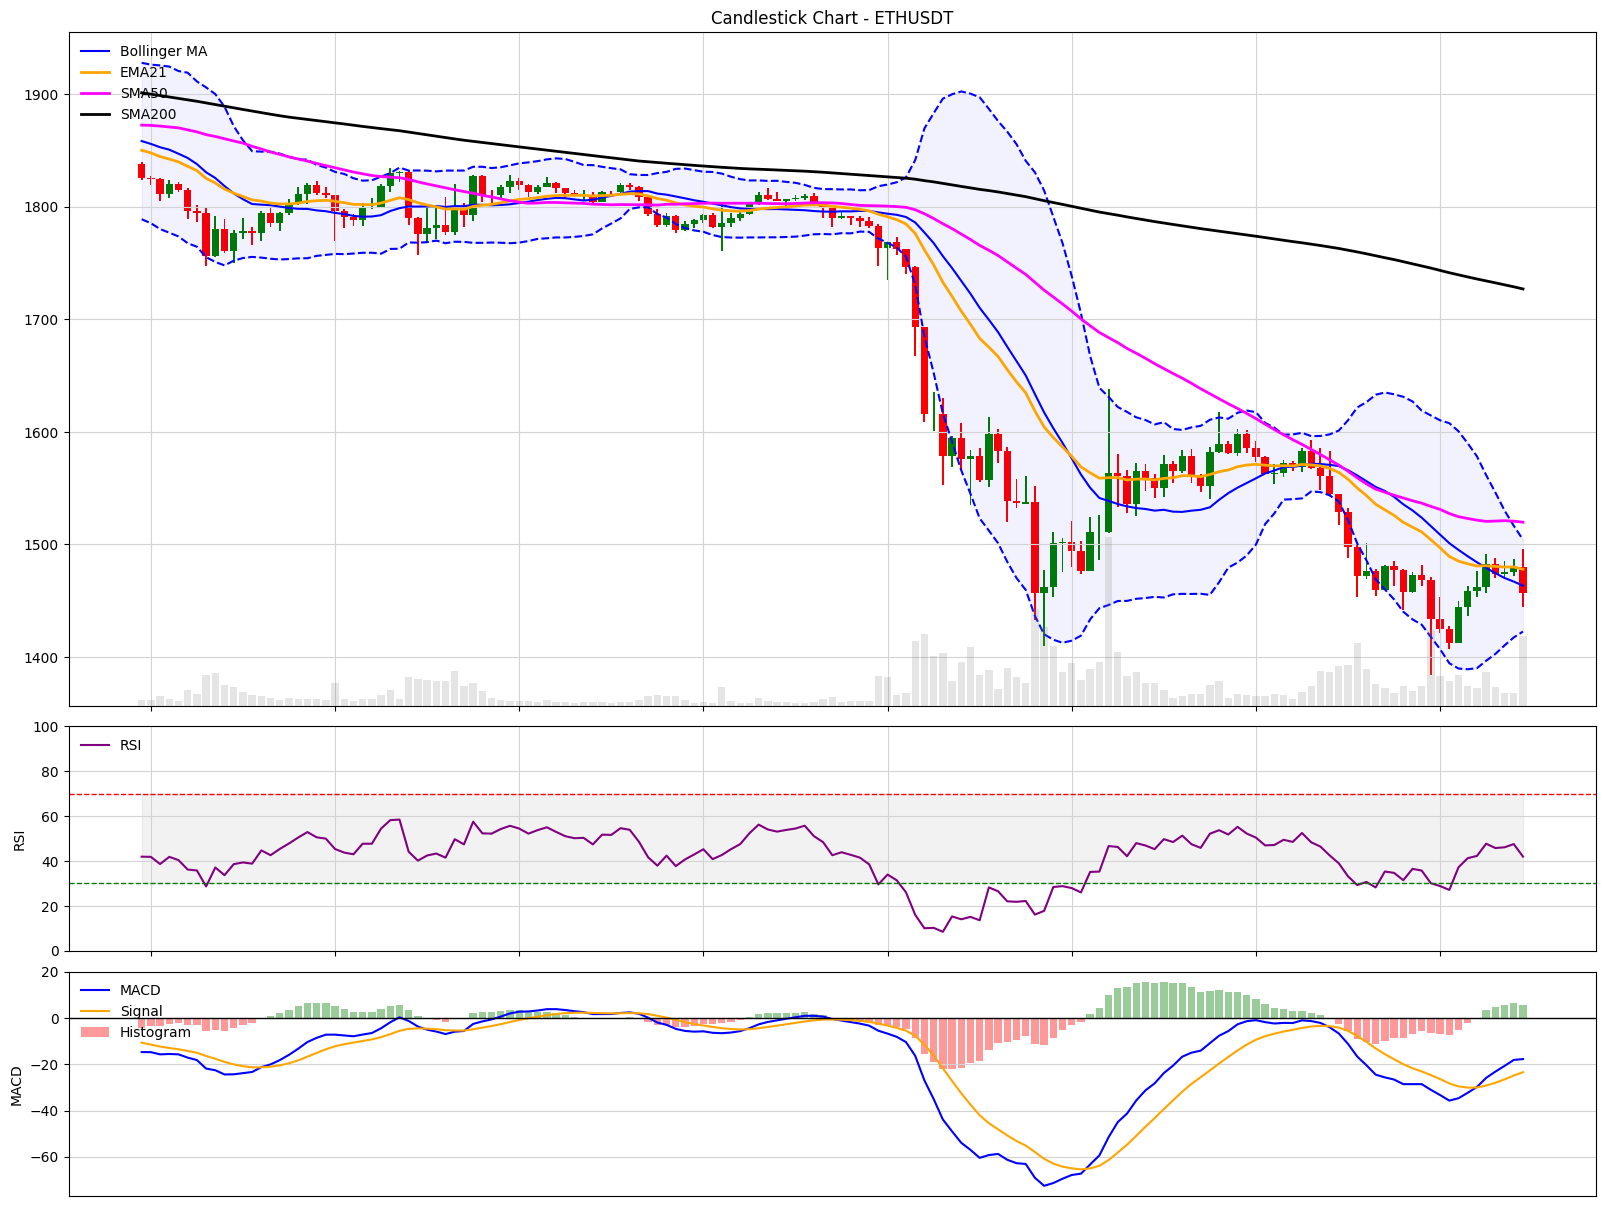 Candlestick Chart - ETHUSDT
Bollinger MA
EMA21
SMA50
SMA200
1900
1800
1700
1600
1500
1400
RSI
100
80
60
40
20
0
RSI
MACD
Signal
Histogram
20
0
−20
−40
−60
MACD